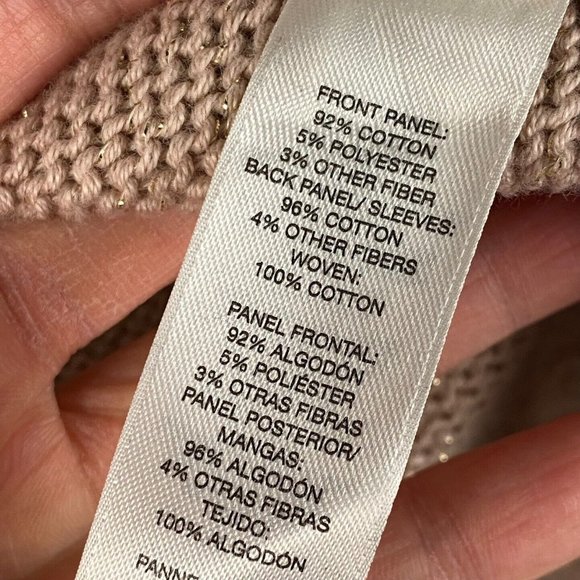 FRONT PANEL:
92% COTTON
5% POLYESTER
3% OTHER FIBER
BACK PANEL/ SLEEVES:
96% COTTON
4% OTHER FIBERS
WOVEN:
100% COTTON
PANEL FRONTAL:
92% ALGODÓN
5% POLIÉSTER
3% OTRAS FIBRAS
PANEL POSTERIOR/
MANGAS:
96% ALGODÓN
4% OTRAS FIBRAS
TEJIDO:
100% ALGODÓN